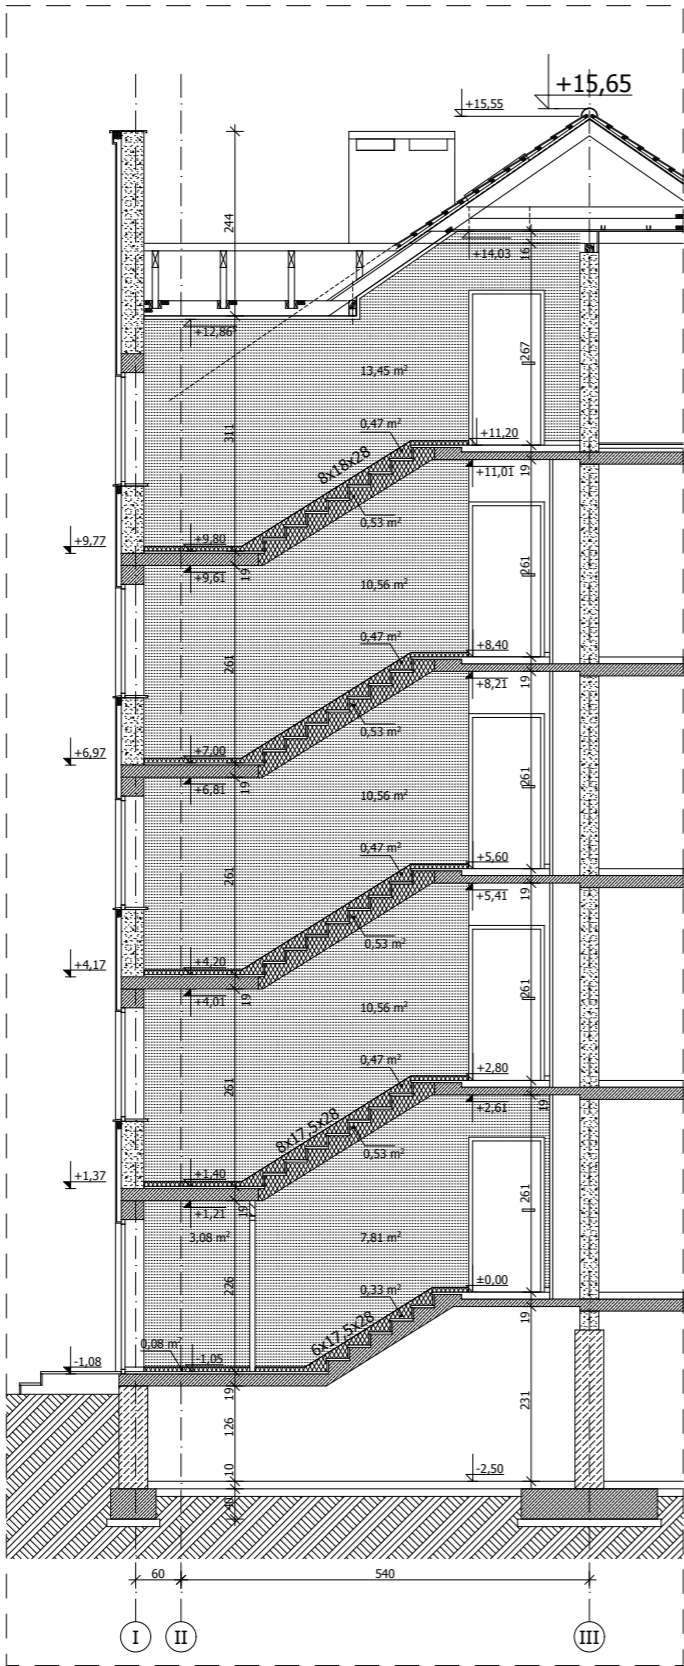 +15,65
+15,55
244
+14,03
16
+12,86
267
13,45 m²
311
0,47 m²
+11,20
8x18x28
+11,01
19
0,53 m²
+9,77
+9,80
+9,61
19
261
10,56 m²
0,47 m²
+8,40
261
+8,21
19
0,53 m²
+6,97
+7,00
+6,81
19
261
10,56 m²
0,47 m²
+5,60
261
+5,41
19
0,53 m²
+4,17
+4,20
+4,01
19
261
10,56 m²
0,47 m²
+2,80
261
+2,61
19
8x17,5x28
0,53 m²
+1,37
+1,40
+1,21
19
261
3,08 m²
7,81 m²
226
0,33 m²
±0,00
6x17,5x28
19
0,08 m²
-1,08
-1,05
19
231
126
10
-2,50
40
60
540
I
II
III